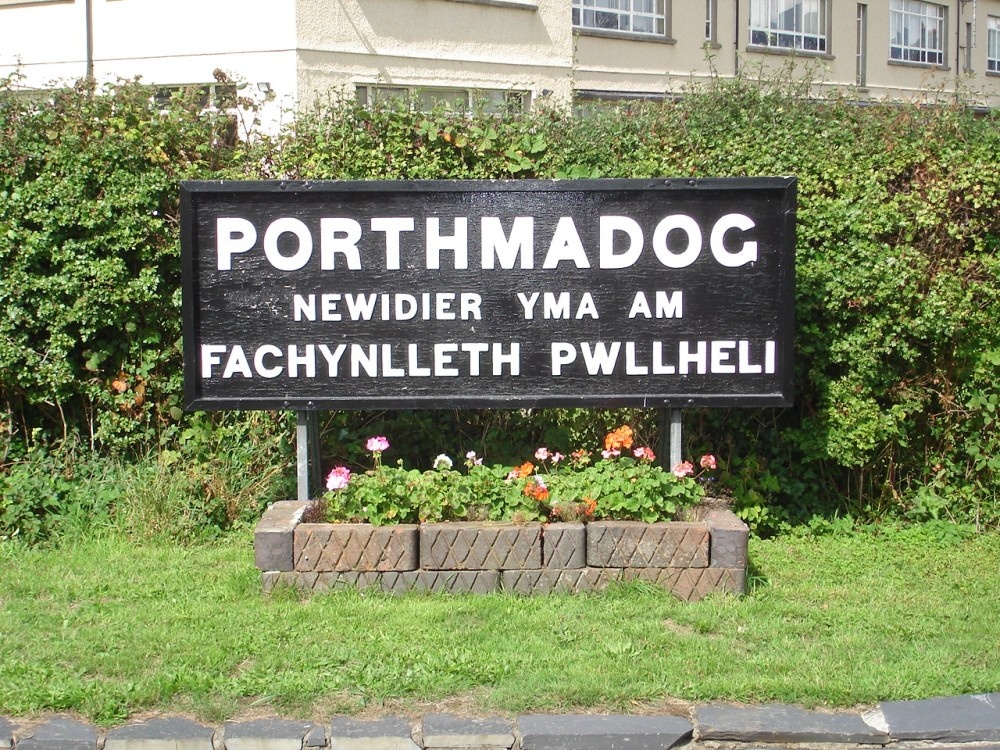 PORTHMADOG
NEWIDIER YMA AM
FACHYNLLETH PWLLHELI